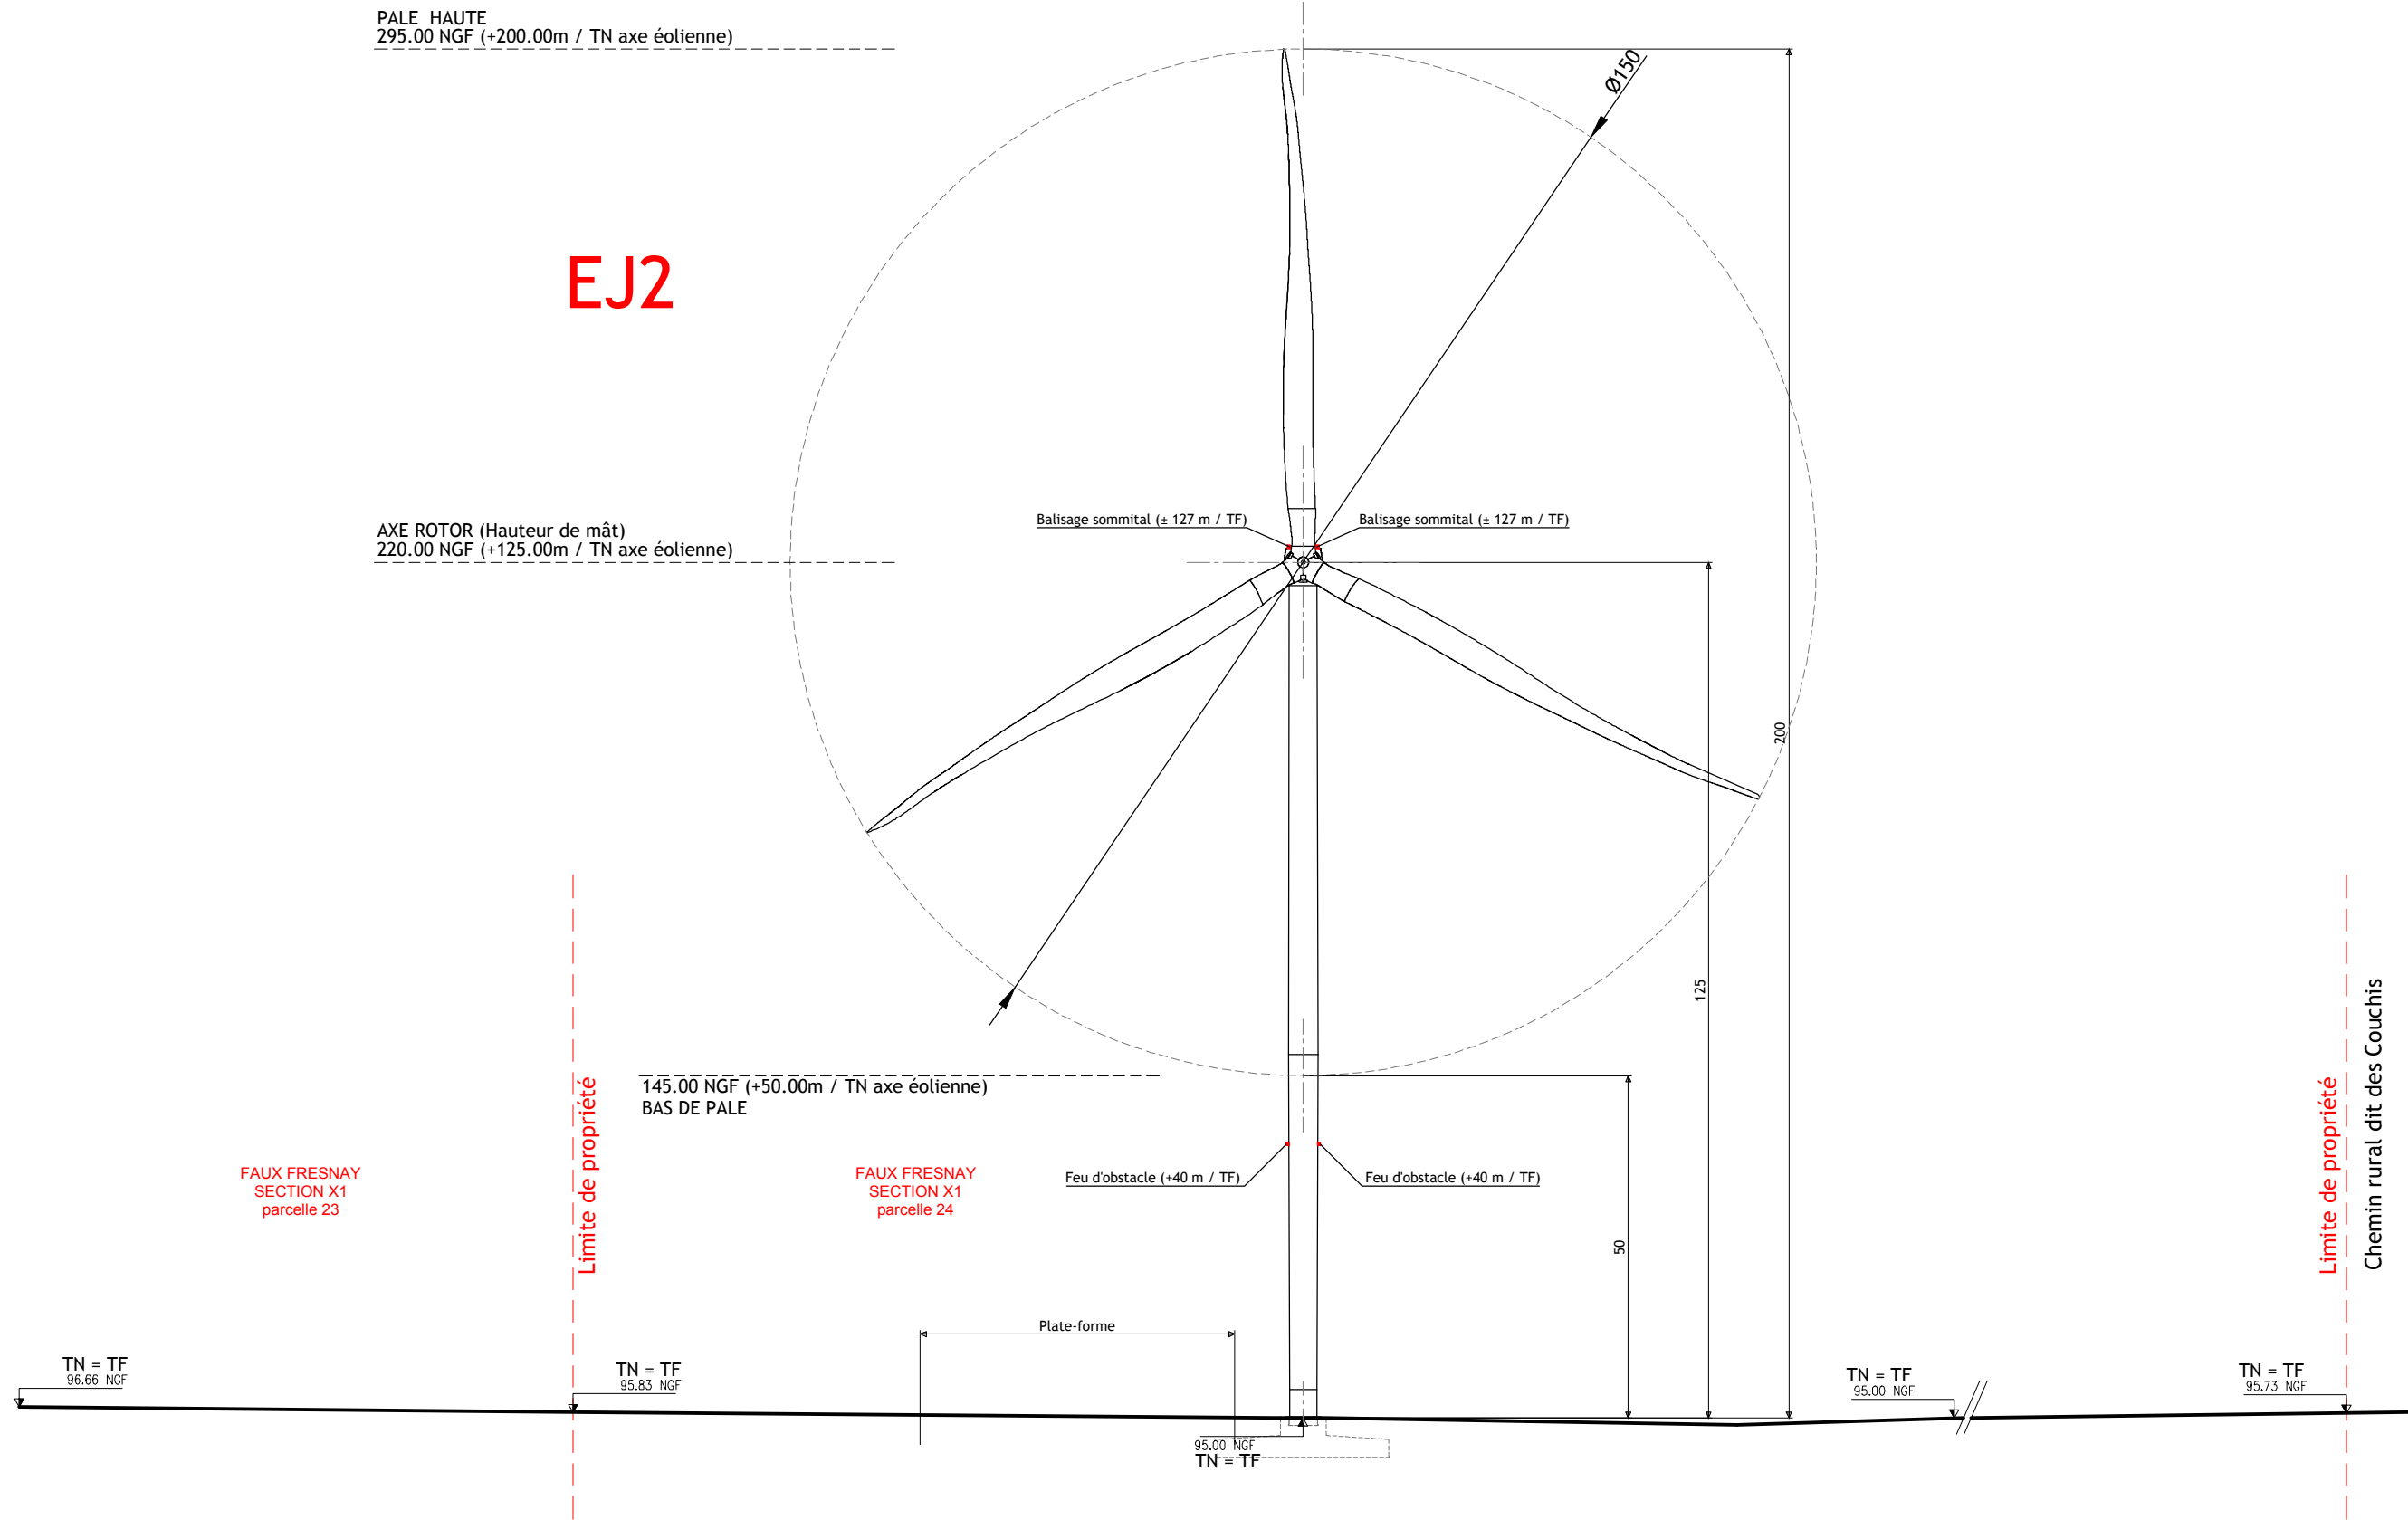 PALE HAUTE
295.00 NGF (+200.00m / TN axe éolienne)
Ø150
EJ2
Balisage sommital (± 127 m / TF)
Balisage sommital (± 127 m / TF)
AXE ROTOR (Hauteur de mât)
220.00 NGF (+125.00m / TN axe éolienne)
200
125
145.00 NGF (+50.00m / TN axe éolienne)
BAS DE PALE
Limite de propriété
Limite de propriété
Chemin rural dit des Couchis
FAUX FRESNAY
SECTION X1
parcelle 23
FAUX FRESNAY
SECTION X1
parcelle 24
Feu d'obstacle (+40 m / TF)
Feu d'obstacle (+40 m / TF)
50
Plate-forme
TN = TF
96.66 NGF
TN = TF
95.83 NGF
TN = TF
95.00 NGF
TN = TF
95.73 NGF
95.00 NGF
TN = TF